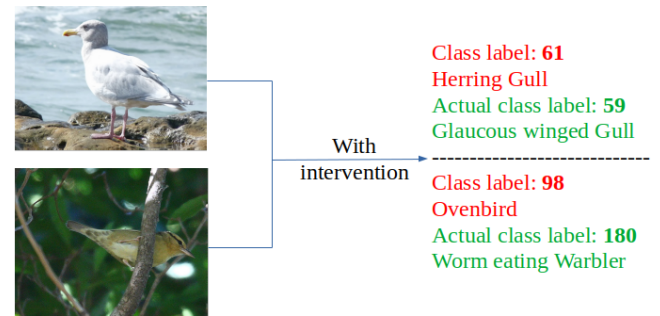 With
intervention
Class label: 61
Herring Gull
Actual class label: 59
Glaucous winged Gull
------------------------------
Class label: 98
Ovenbird
Actual class label: 180
Worm eating Warbler